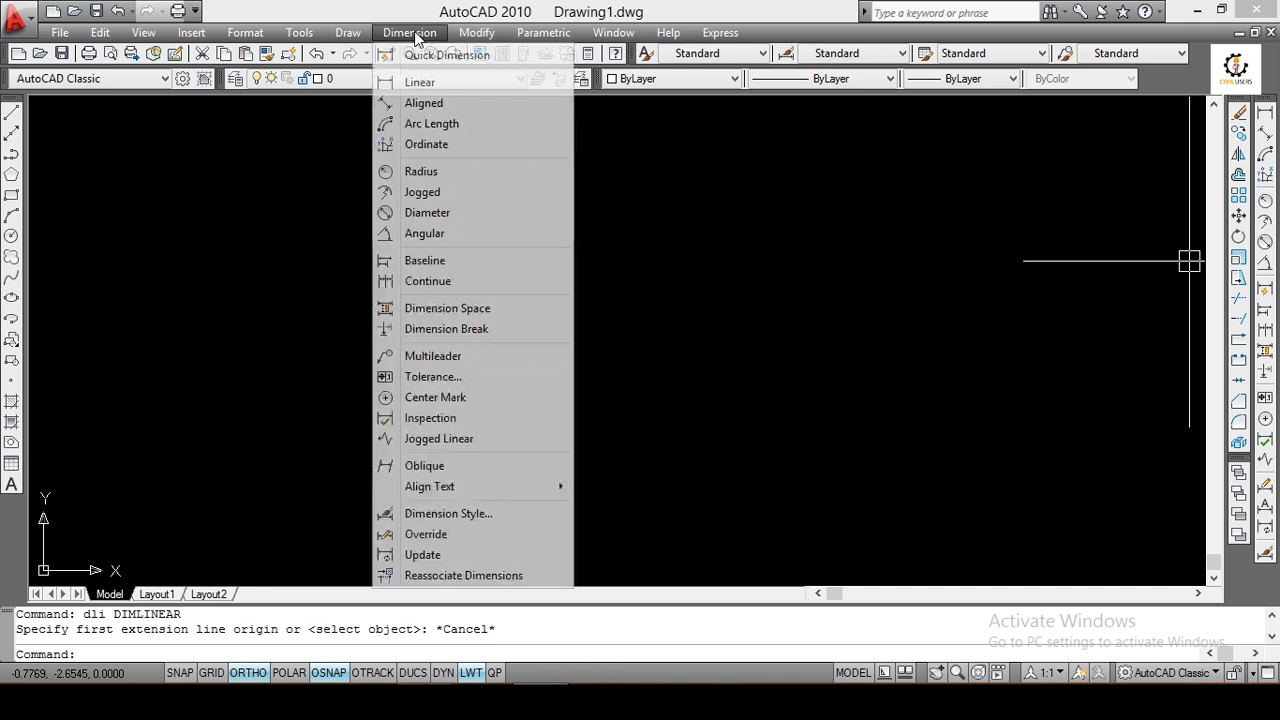 AutoCAD 2010 Drawing1.dwg
Type a keyword or phrase
File Edit View Insert Format Tools Draw Dimension Modify Parametric Window Help Express
Standard Standard Standard Standard
AutoCAD Classic
0
ByLayer ByLayer ByLayer ByColor
CIVIL USERS
Quick Dimension
Linear
Aligned
Arc Length
Ordinate
Radius
Jogged
Diameter
Angular
Baseline
Continue
Dimension Space
Dimension Break
Multileader
Tolerance...
Center Mark
Inspection
Jogged Linear
Oblique
Align Text
Dimension Style...
Override
Update
Reassociate Dimensions
A
Y
X
Model Layout1 Layout2
Command: dli DIMLINEAR
Specify first extension line origin or <select object>: *Cancel*
Command:
Activate Windows
Go to PC settings to activate Windows.
-0.7769, -2.6545, 0.0000
SNAP GRID ORTHO POLAR OSNAP OTRACK DUCS DYN LWT QP
MODEL
1:1
AutoCAD Classic